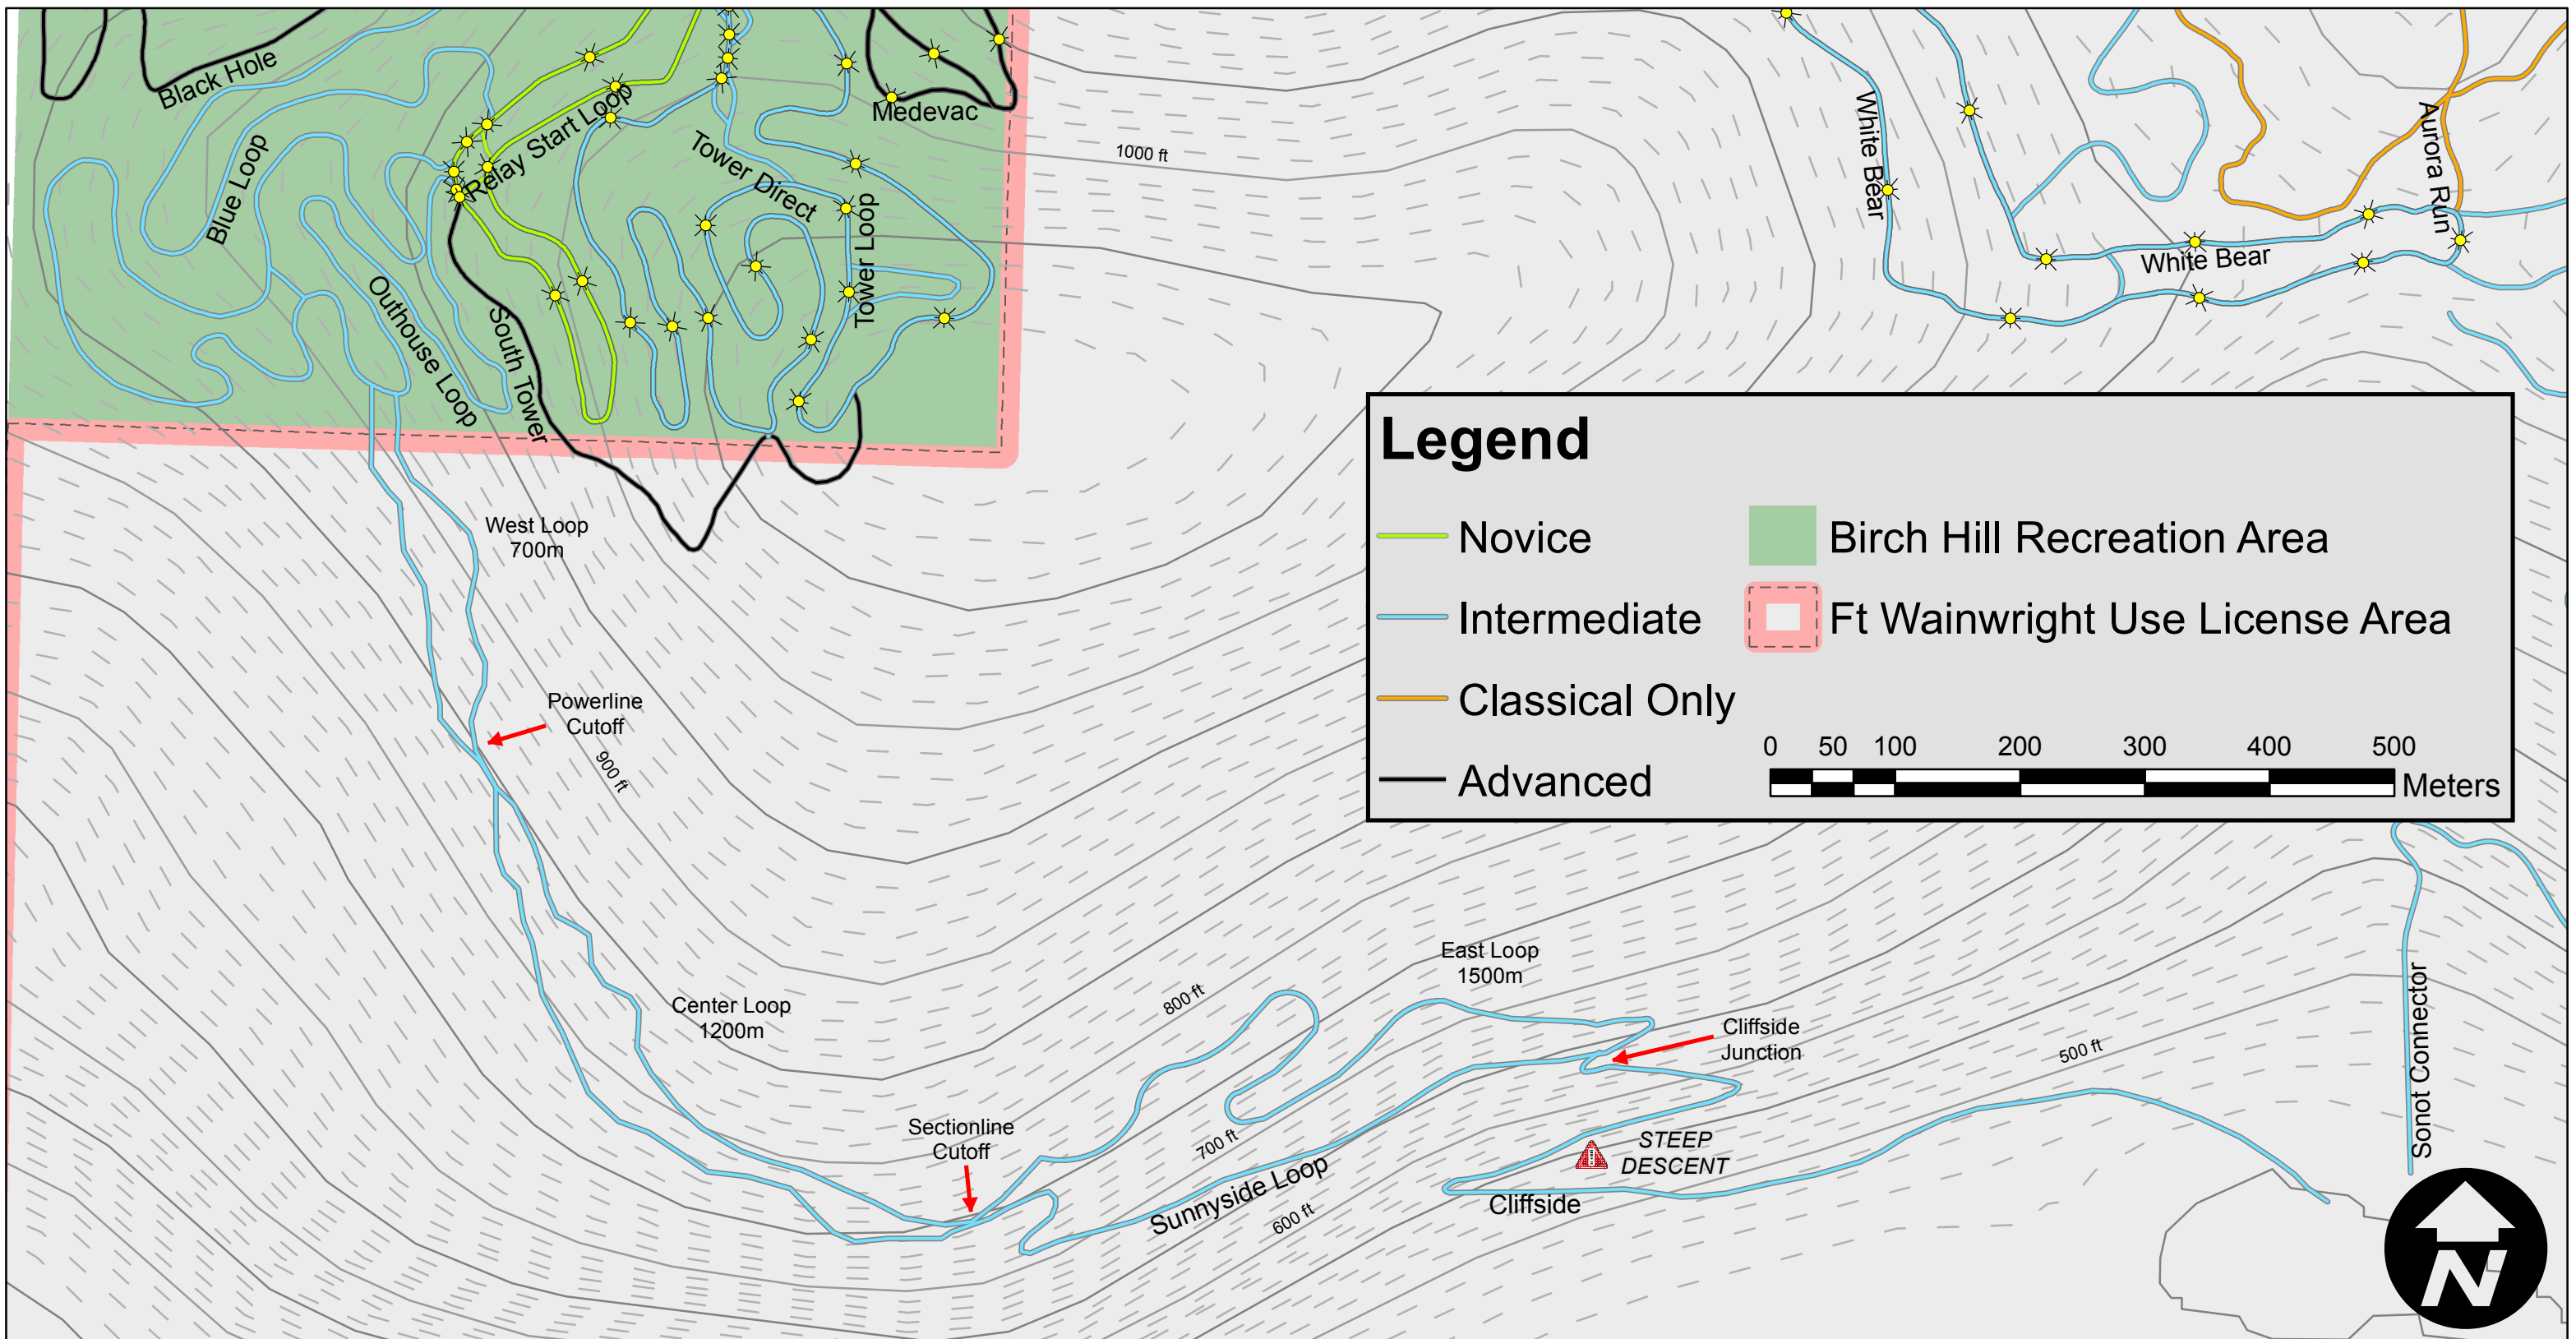 Black Hole
Blue Loop
Relay Start Loop
Medevac
Tower Direct
Tower Loop
Outhouse Loop
South Tower
1000 ft
White Bear
Aurora Run
White Bear
Legend
Novice
Intermediate
Classical Only
Advanced
Birch Hill Recreation Area
Ft Wainwright Use License Area
0 50 100 200 300 400 500
Meters
West Loop
700m
Powerline
Cutoff
900 ft
Center Loop
1200m
800 ft
East Loop
1500m
Cliffside
Junction
500 ft
Sonot Connector
Sectionline
Cutoff
700 ft
Sunnyside Loop
600 ft
STEEP
DESCENT
Cliffside
N